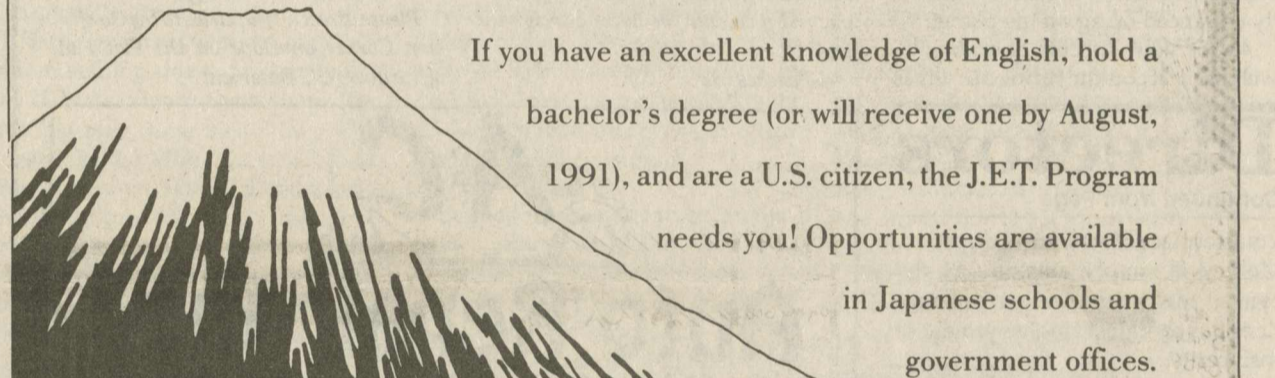 If you have an excellent knowledge of English, hold a
bachelor's degree (or will receive one by August,
1991), and are a U.S. citizen, the J.E.T. Program
needs you! Opportunities are available
in Japanese schools and
government offices.